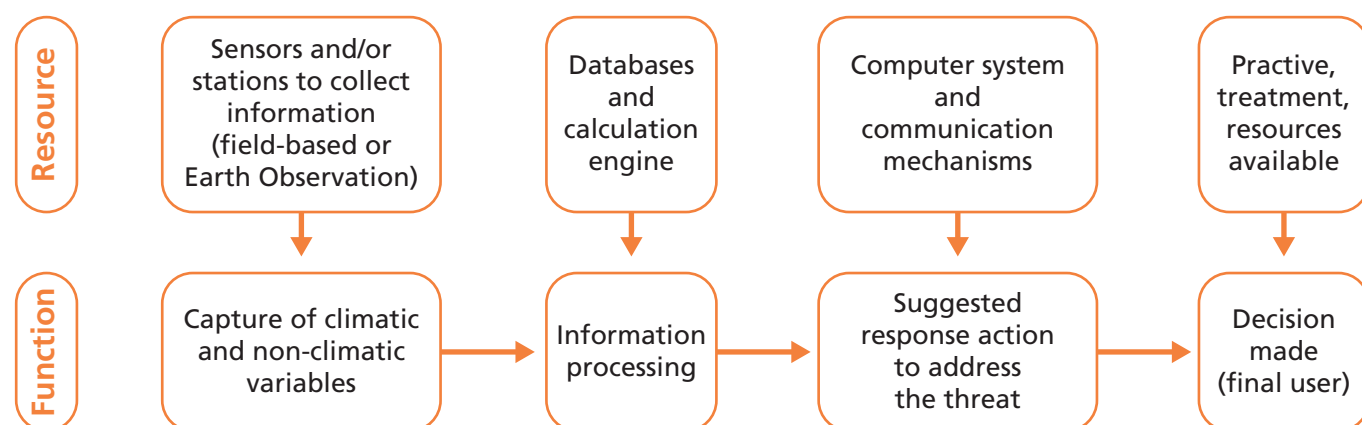 Resource
Sensors and/or
stations to collect
information
(field-based or
Earth Observation)
Databases
and
calculation
engine
Computer system
and
communication
mechanisms
Practive,
treatment,
resources
available
Function
Capture of climatic
and non-climatic
variables
Information
processing
Suggested
response action
to address
the threat
Decision
made
(final user)